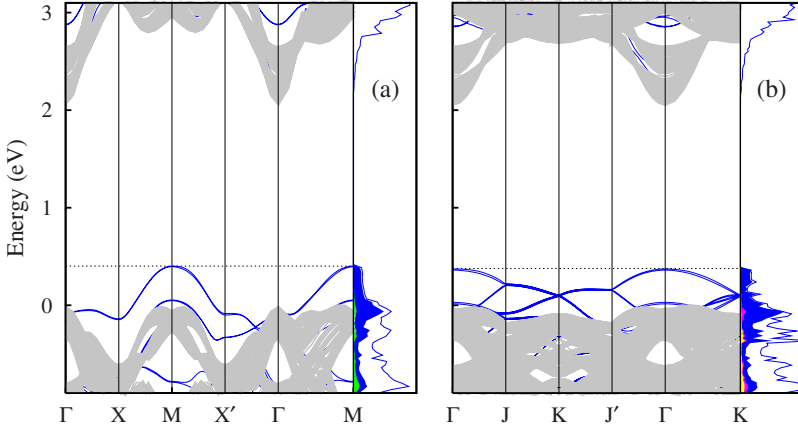 3
(a)
(b)
2
Energy (eV)
1
0
Γ X M X′ Γ M
Γ J K J′ Γ K